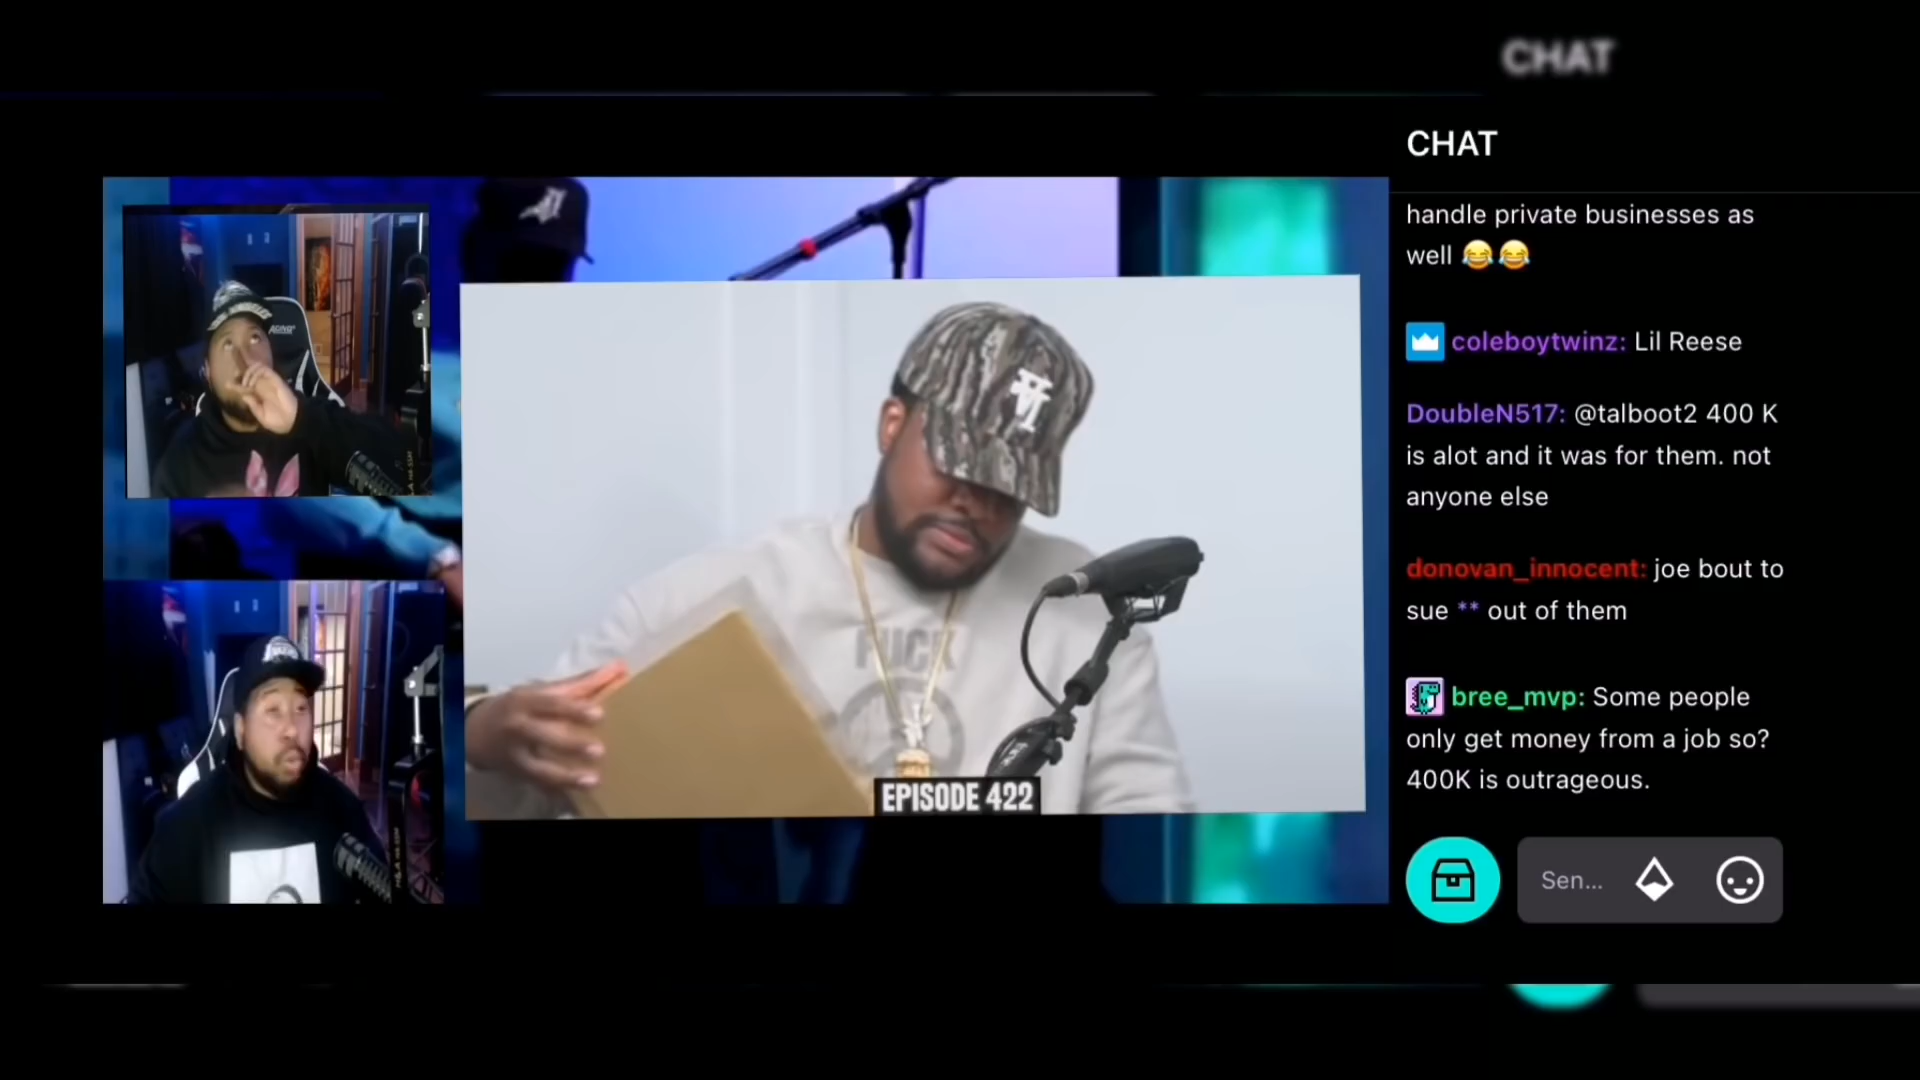 CHAT
CHAT
handle private businesses as
well 😂😂
coleboytwinz: Lil Reese
DoubleN517: @talboot2 400 K
is alot and it was for them. not
anyone else
donovan_innocent: joe bout to
sue ** out of them
bree_mvp: Some people
only get money from a job so?
400K is outrageous.
Sen...
FUCK
EPISODE 422